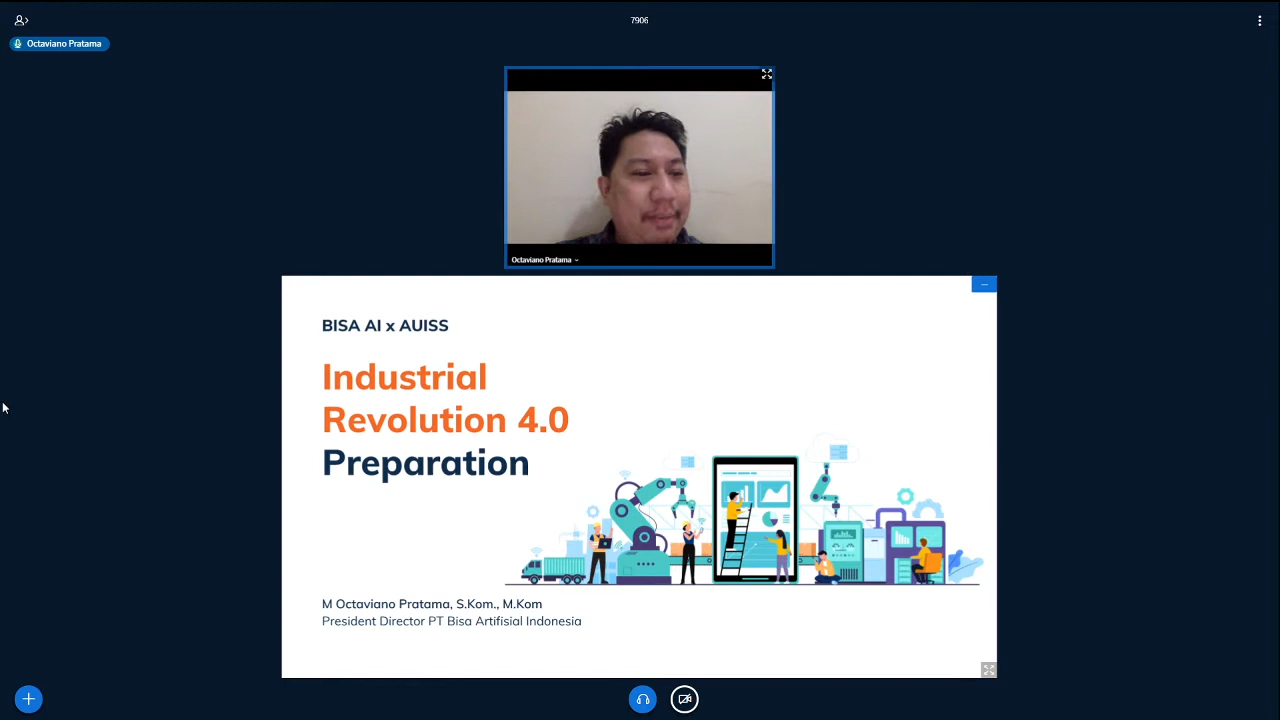 7906
Octaviano Pratama
Octaviano Pratama
BISA AI x AUISS
Industrial
Revolution 4.0
Preparation
M Octaviano Pratama, S.Kom., M.Kom
President Director PT Bisa Artifisial Indonesia